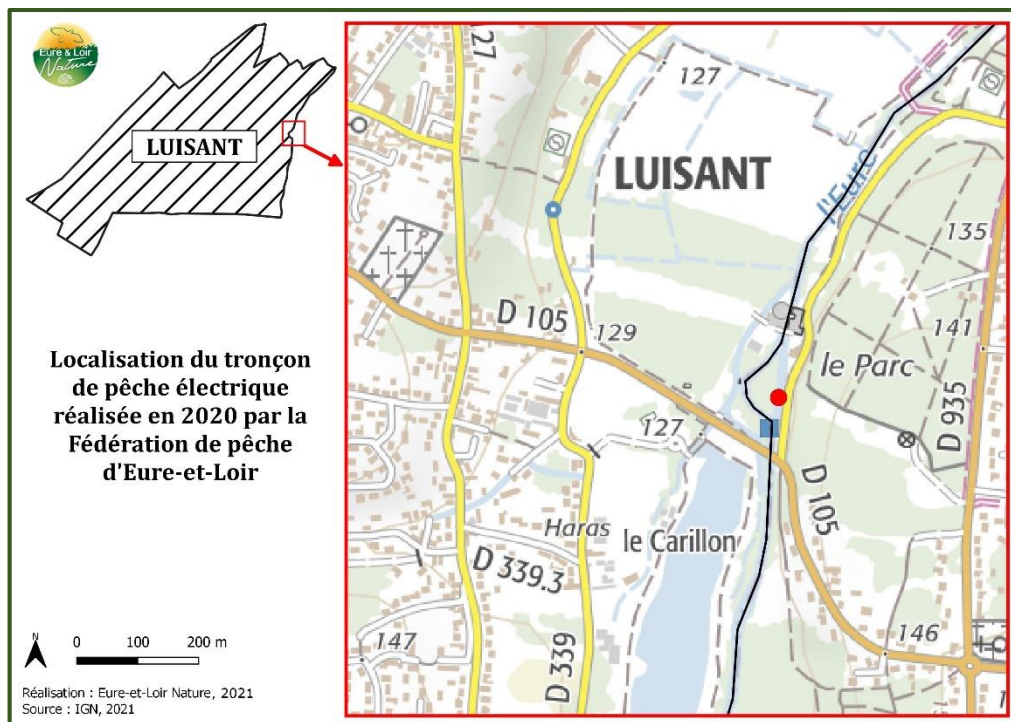 Eure & Loir
Nature
LUISANT
Localisation du tronçon
de pêche électrique
réalisée en 2020 par la
Fédération de pêche
d'Eure-et-Loir
N
0 100 200 m
Réalisation : Eure-et-Loir Nature, 2021
Source : IGN, 2021
127
127
LUISANT
l'Eure
135
D 105
129
141
le Parc
D 935
127
D 105
Haras
le Carillon
D 339.3
147
D 339
146